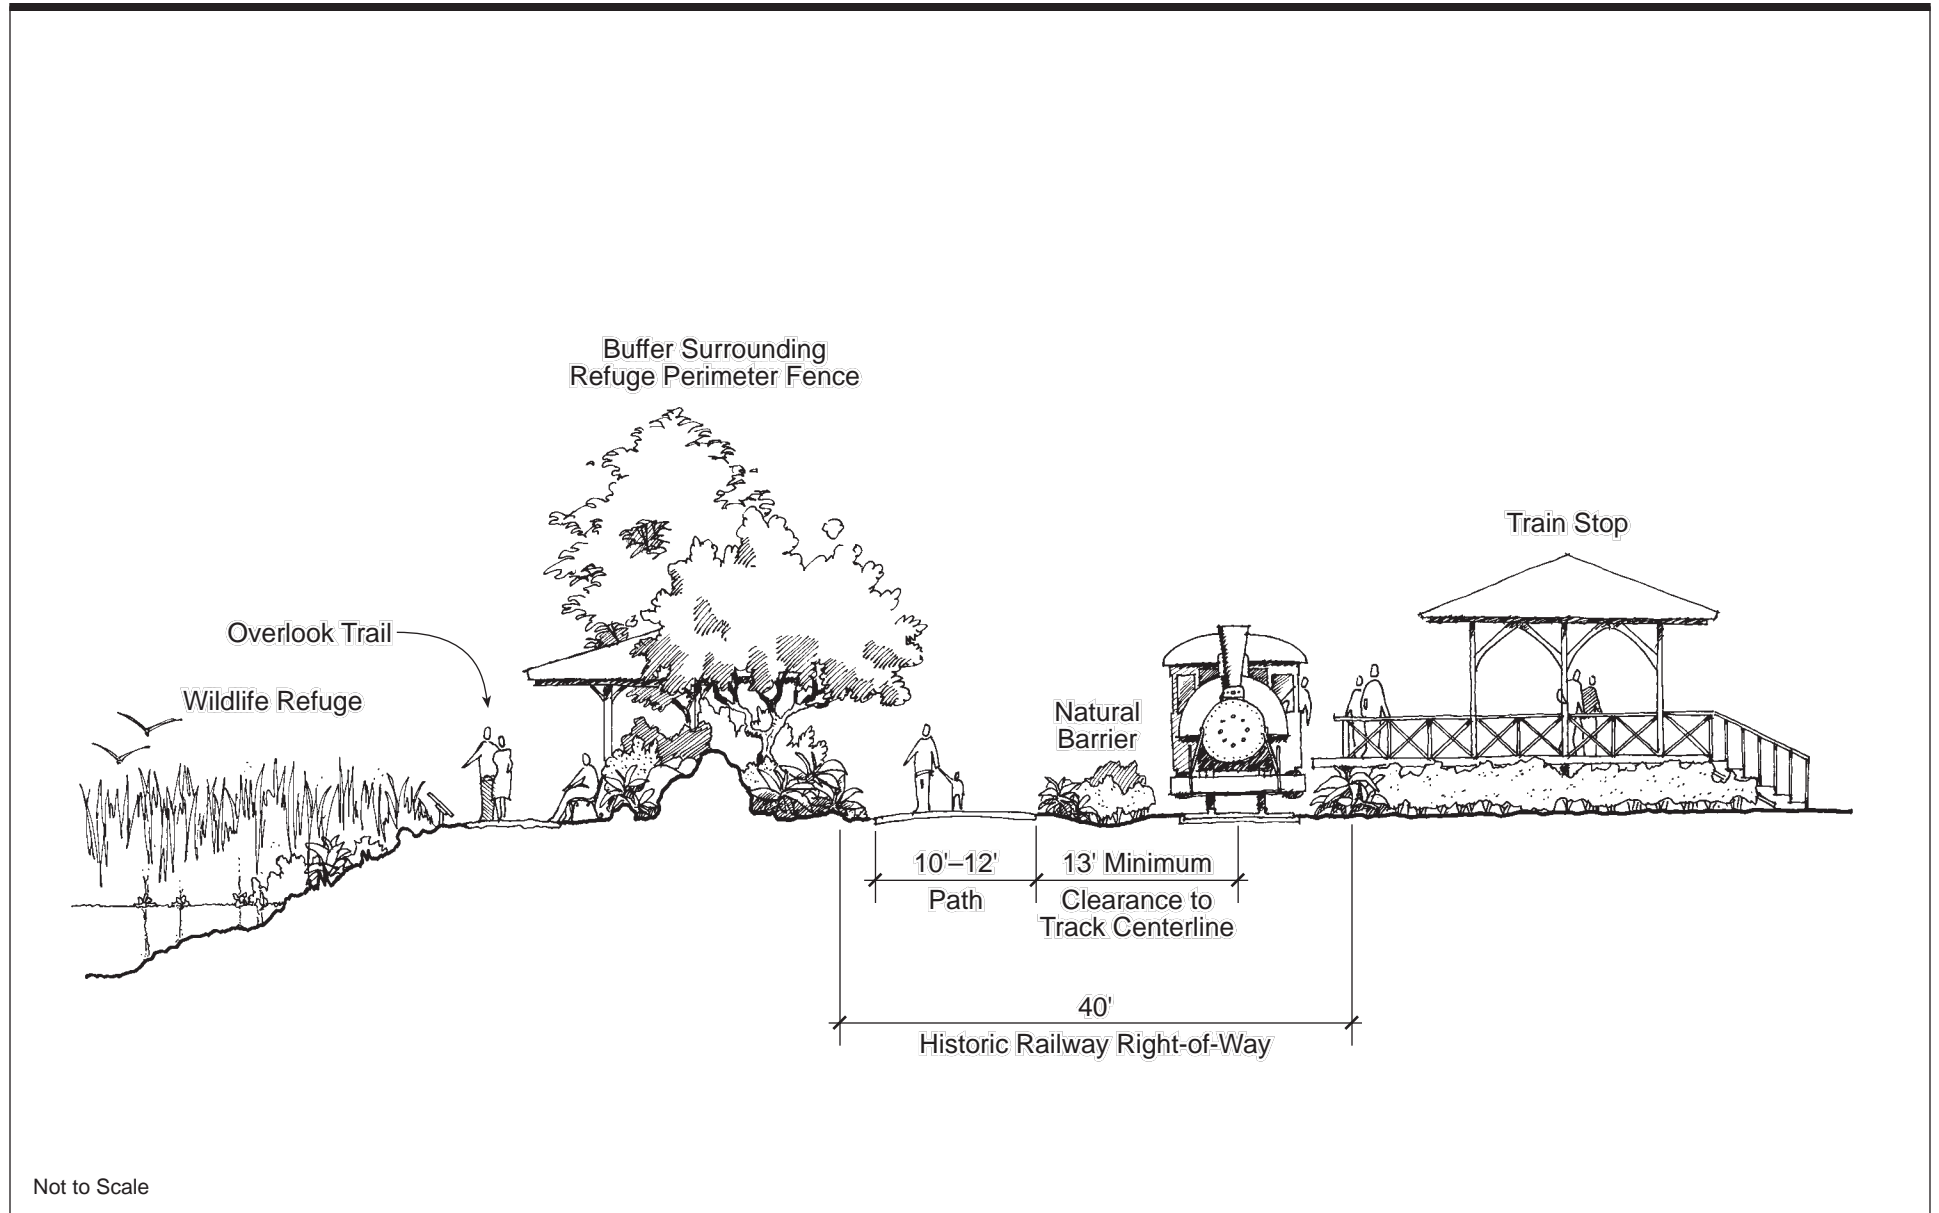 Buffer Surrounding
Refuge Perimeter Fence
Train Stop
Overlook Trail
Wildlife Refuge
Natural
Barrier
10'–12'
Path
13' Minimum
Clearance to
Track Centerline
40'
Historic Railway Right-of-Way
Not to Scale